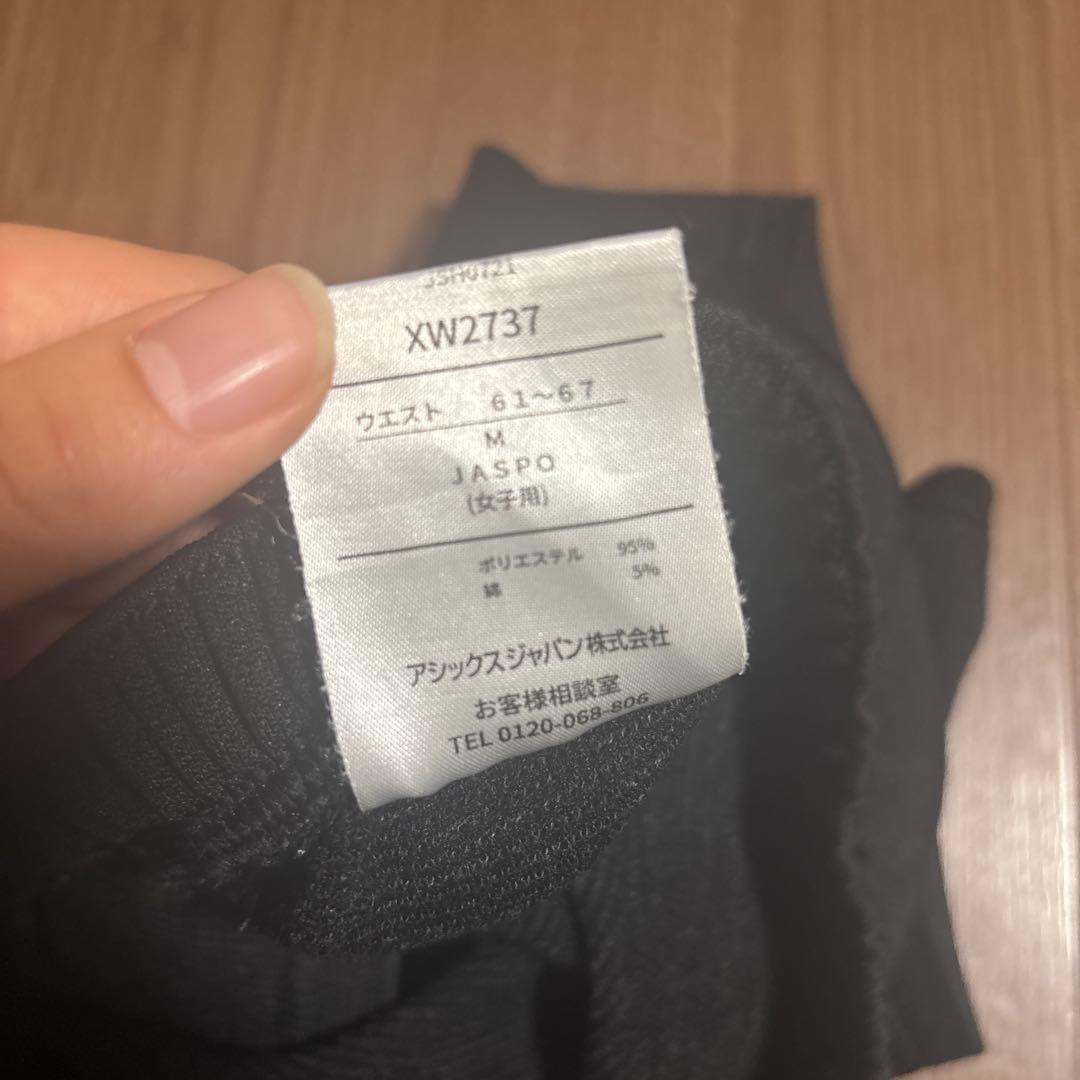 JSH0721
XW2737
ウエスト 61～67
M
JASPO
(女子用)
ポリエステル 95%
綿 5%
アシックスジャパン株式会社
お客様相談室
TEL 0120-068-806